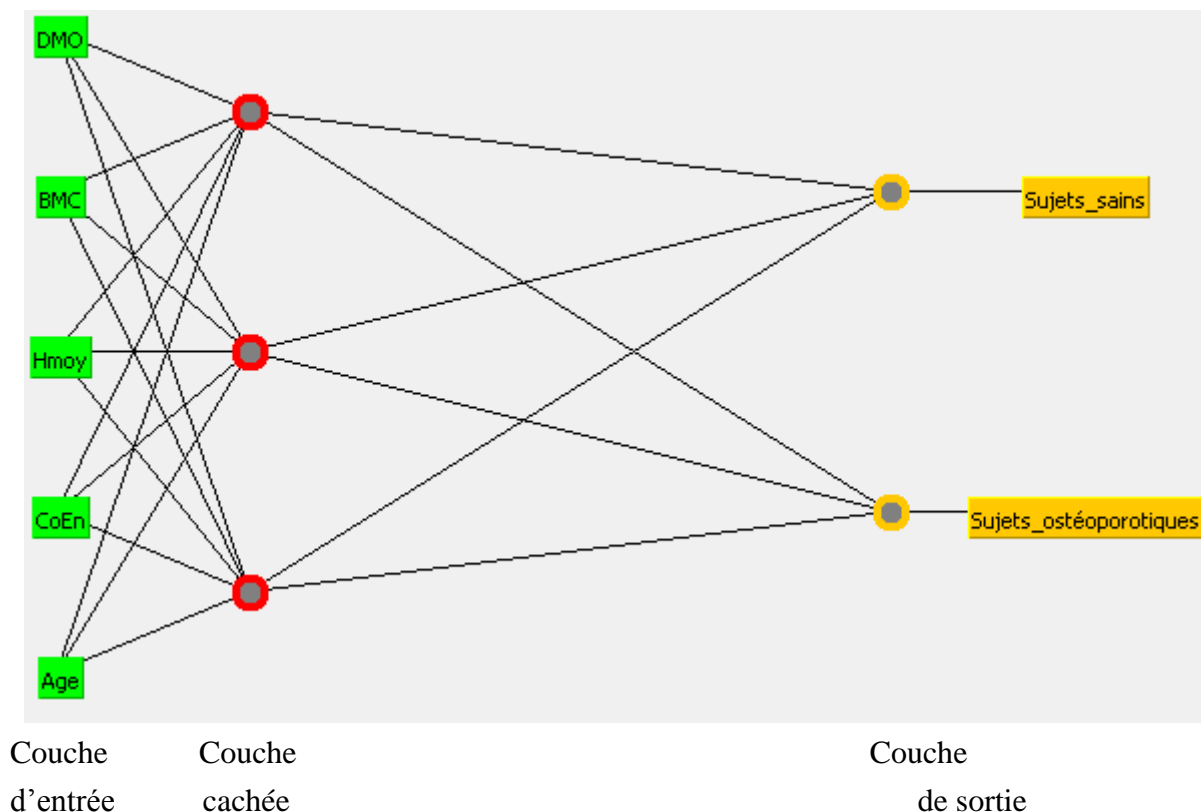 DMO
BMC
Sujets_sains
Hmoy
CoEn
Sujets_ostéoporotiques
Age
Couche Couche Couche
d'entrée cachée de sortie